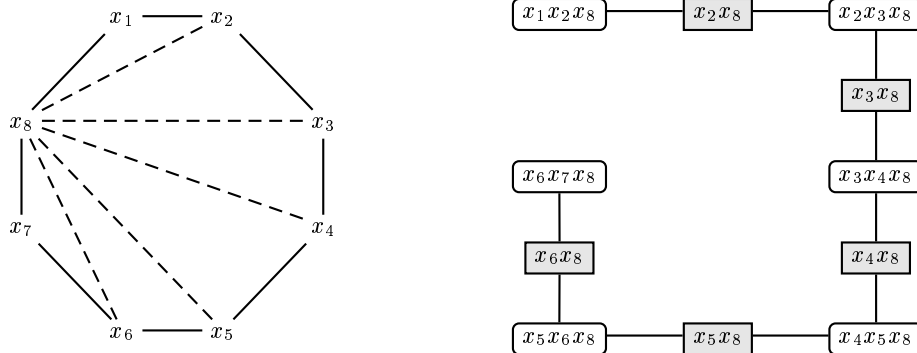 x₁ x₂
x₈ x₃
x₇ x₄
x₆ x₅
x₁x₂x₈ x₂x₈ x₂x₃x₈
x₃x₈
x₆x₇x₈ x₃x₄x₈
x₆x₈ x₄x₈
x₅x₆x₈ x₅x₈ x₄x₅x₈